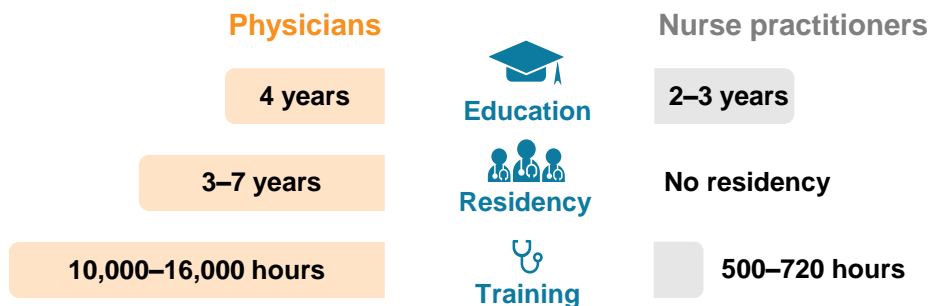 Physicians
Nurse practitioners
4 years
Education
2–3 years
3–7 years
Residency
No residency
10,000–16,000 hours
Training
500–720 hours